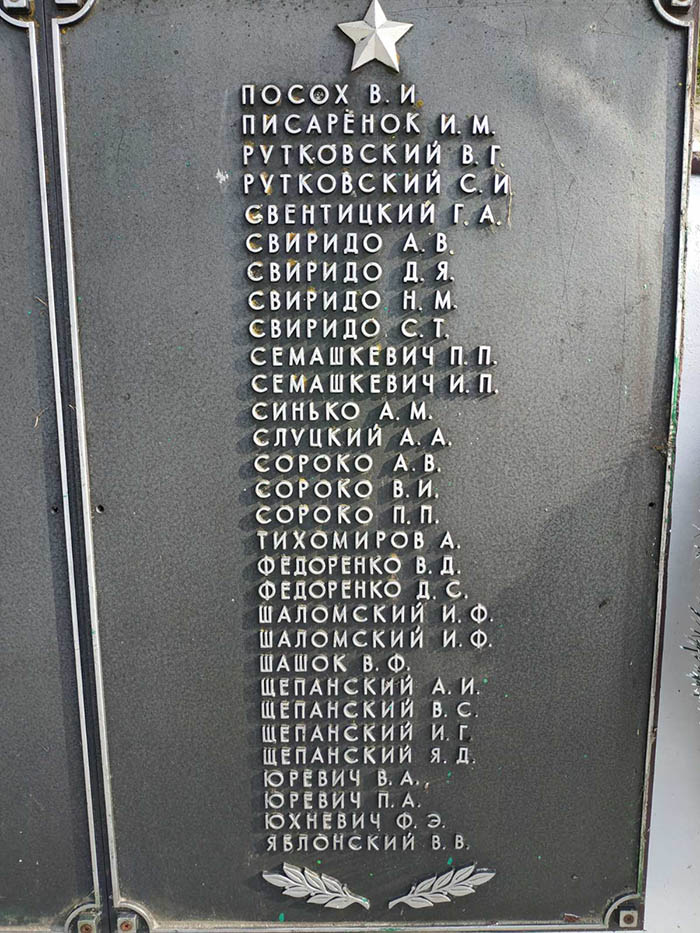 ПОСОХ В. И
ПИСАРЁНОК И. М.
РУТКОВСКИЙ В. Г.
РУТКОВСКИЙ С. И
СВЕНТИЦКИЙ Г. А.
СВИРИДО А. В.
СВИРИДО Д. Я.
СВИРИДО Н. М.
СВИРИДО С. Т.
СЕМАШКЕВИЧ П. П.
СЕМАШКЕВИЧ И. П.
СИНЬКО А. М.
СЛУЦКИЙ А. А.
СОРОКО А. В.
СОРОКО В. И.
СОРОКО П. П.
ТИХОМИРОВ А.
ФЕДОРЕНКО В. Д.
ФЕДОРЕНКО Д. С.
ШАЛОМСКИЙ И. Ф.
ШАЛОМСКИЙ И. Ф.
ШАШОК В. Ф.
ЩЕПАНСКИЙ А. И.
ЩЕПАНСКИЙ В. С.
ЩЕПАНСКИЙ И. Г.
ЩЕПАНСКИЙ Я. Д.
ЮРЕВИЧ В. А.
ЮРЕВИЧ П. А.
ЮХНЕВИЧ Ф. Э.
ЯБЛОНСКИЙ В. В.